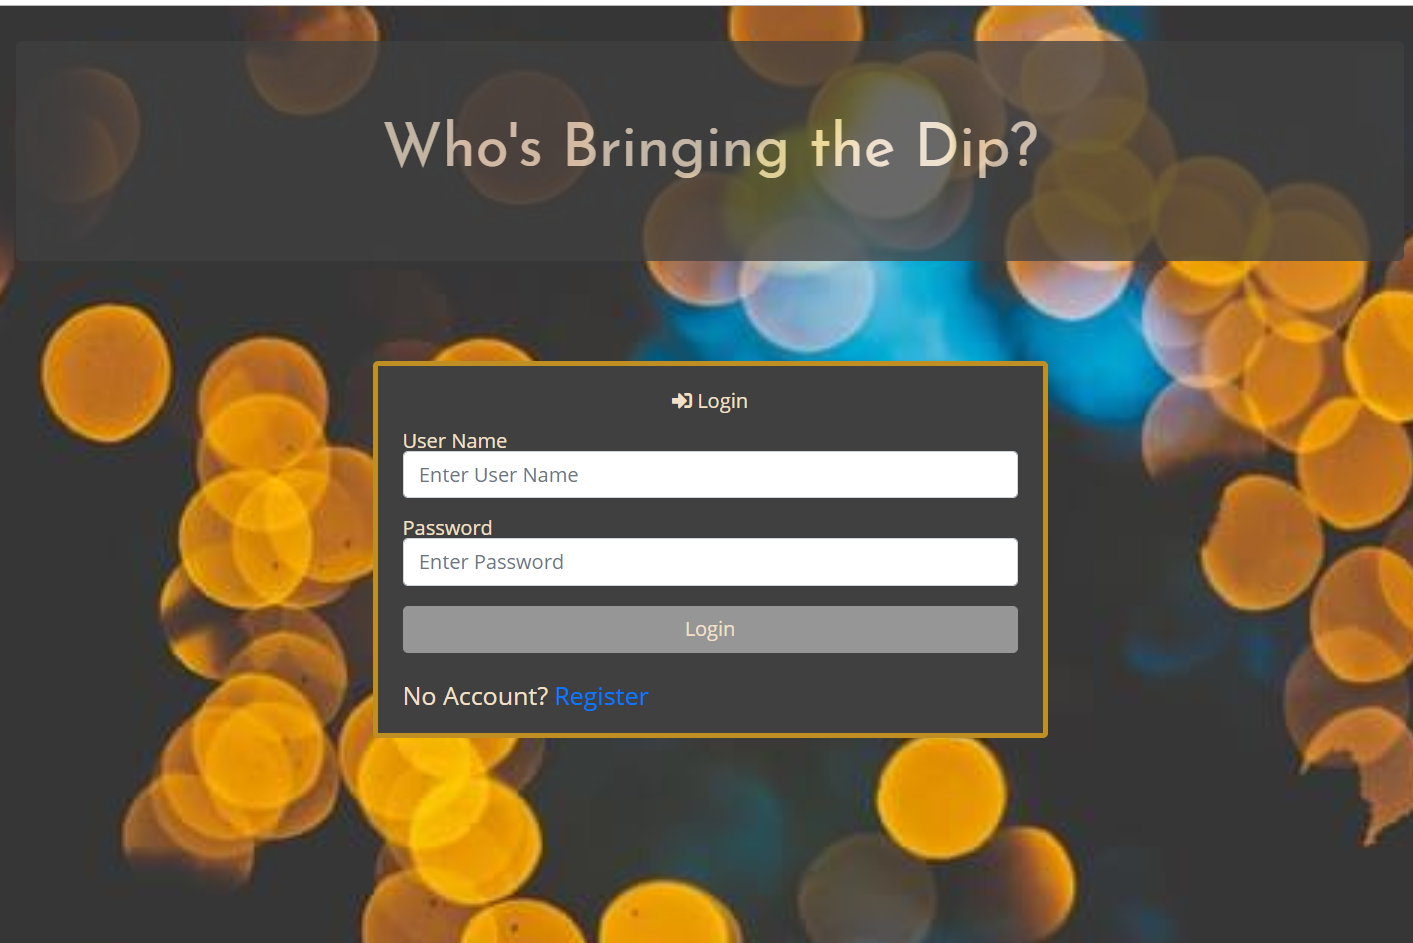 Who's Bringing the Dip?
Login
User Name
Enter User Name
Password
Enter Password
Login
No Account? Register